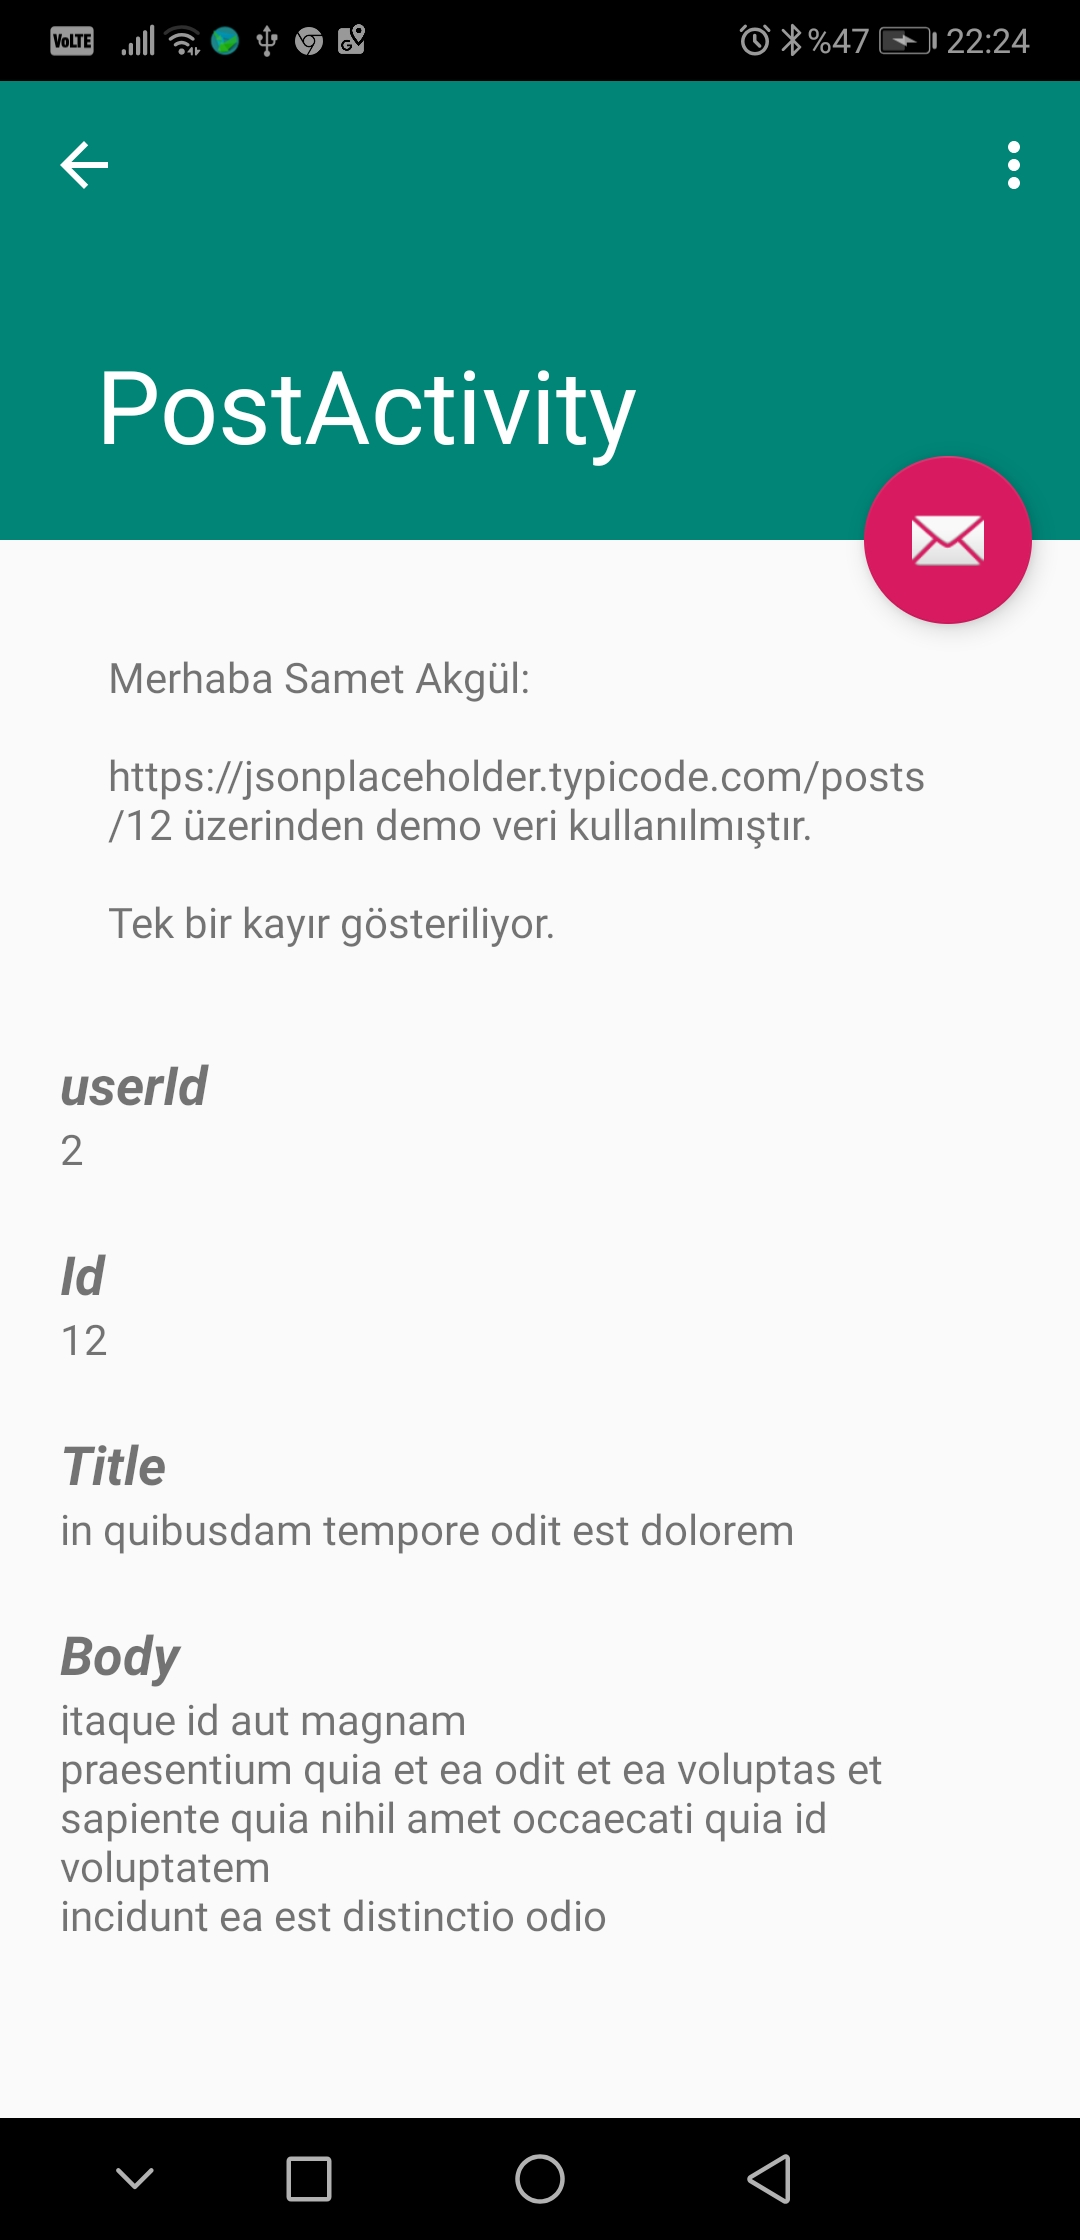 VoLTE %47 22:24
PostActivity
Merhaba Samet Akgül:
https://jsonplaceholder.typicode.com/posts
/12 üzerinden demo veri kullanılmıştır.
Tek bir kayır gösteriliyor.
userId
2
Id
12
Title
in quibusdam tempore odit est dolorem
Body
itaque id aut magnam
praesentium quia et ea odit et ea voluptas et
sapiente quia nihil amet occaecati quia id
voluptatem
incidunt ea est distinctio odio